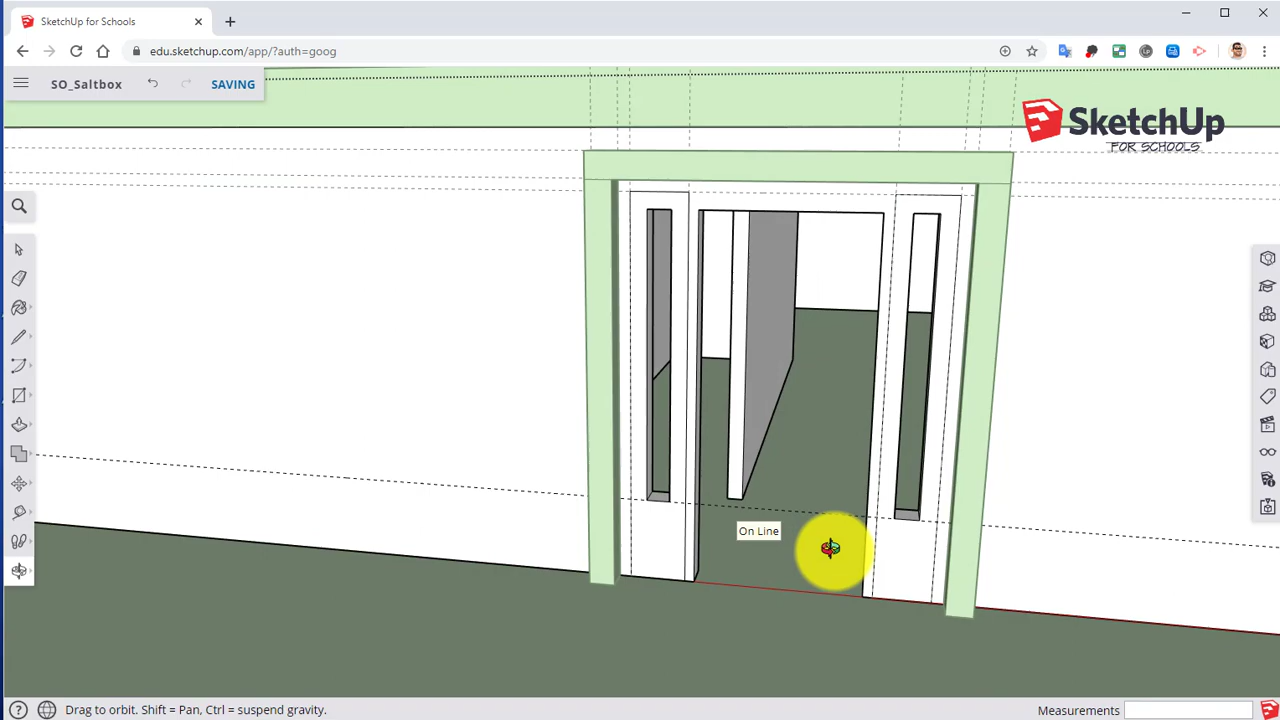 SketchUp for Schools
edu.sketchup.com/app/?auth=goog
SO_Saltbox
SAVING
SketchUp
FOR SCHOOLS
On Line
Drag to orbit. Shift = Pan, Ctrl = suspend gravity.
Measurements